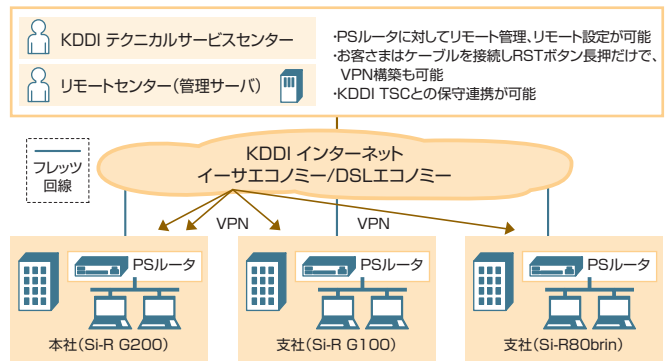 KDDI テクニカルサービスセンター
リモートセンター（管理サーバ）
・PSルータに対してリモート管理、リモート設定が可能
・お客さまはケーブルを接続しRSTボタン長押だけで、
VPN構築も可能
・KDDI TSCとの保守連携が可能
フレッツ
回線
KDDI インターネット
イーサエコノミー/DSLエコノミー
VPN
VPN
PSルータ
本社（Si-R G200）
PSルータ
支社（Si-R G100）
PSルータ
支社（Si-R80brin）